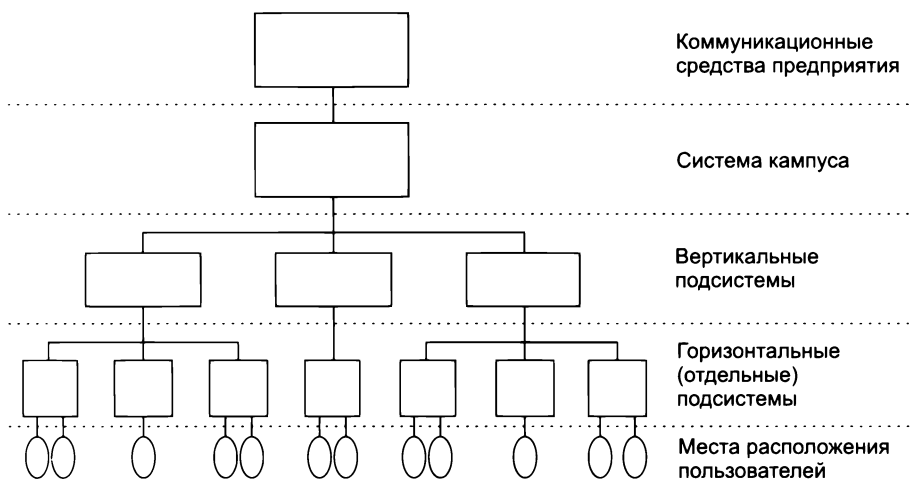 Коммуникационные
средства предприятия
Система кампуса
Вертикальные
подсистемы
Горизонтальные
(отдельные)
подсистемы
Места расположения
пользователей